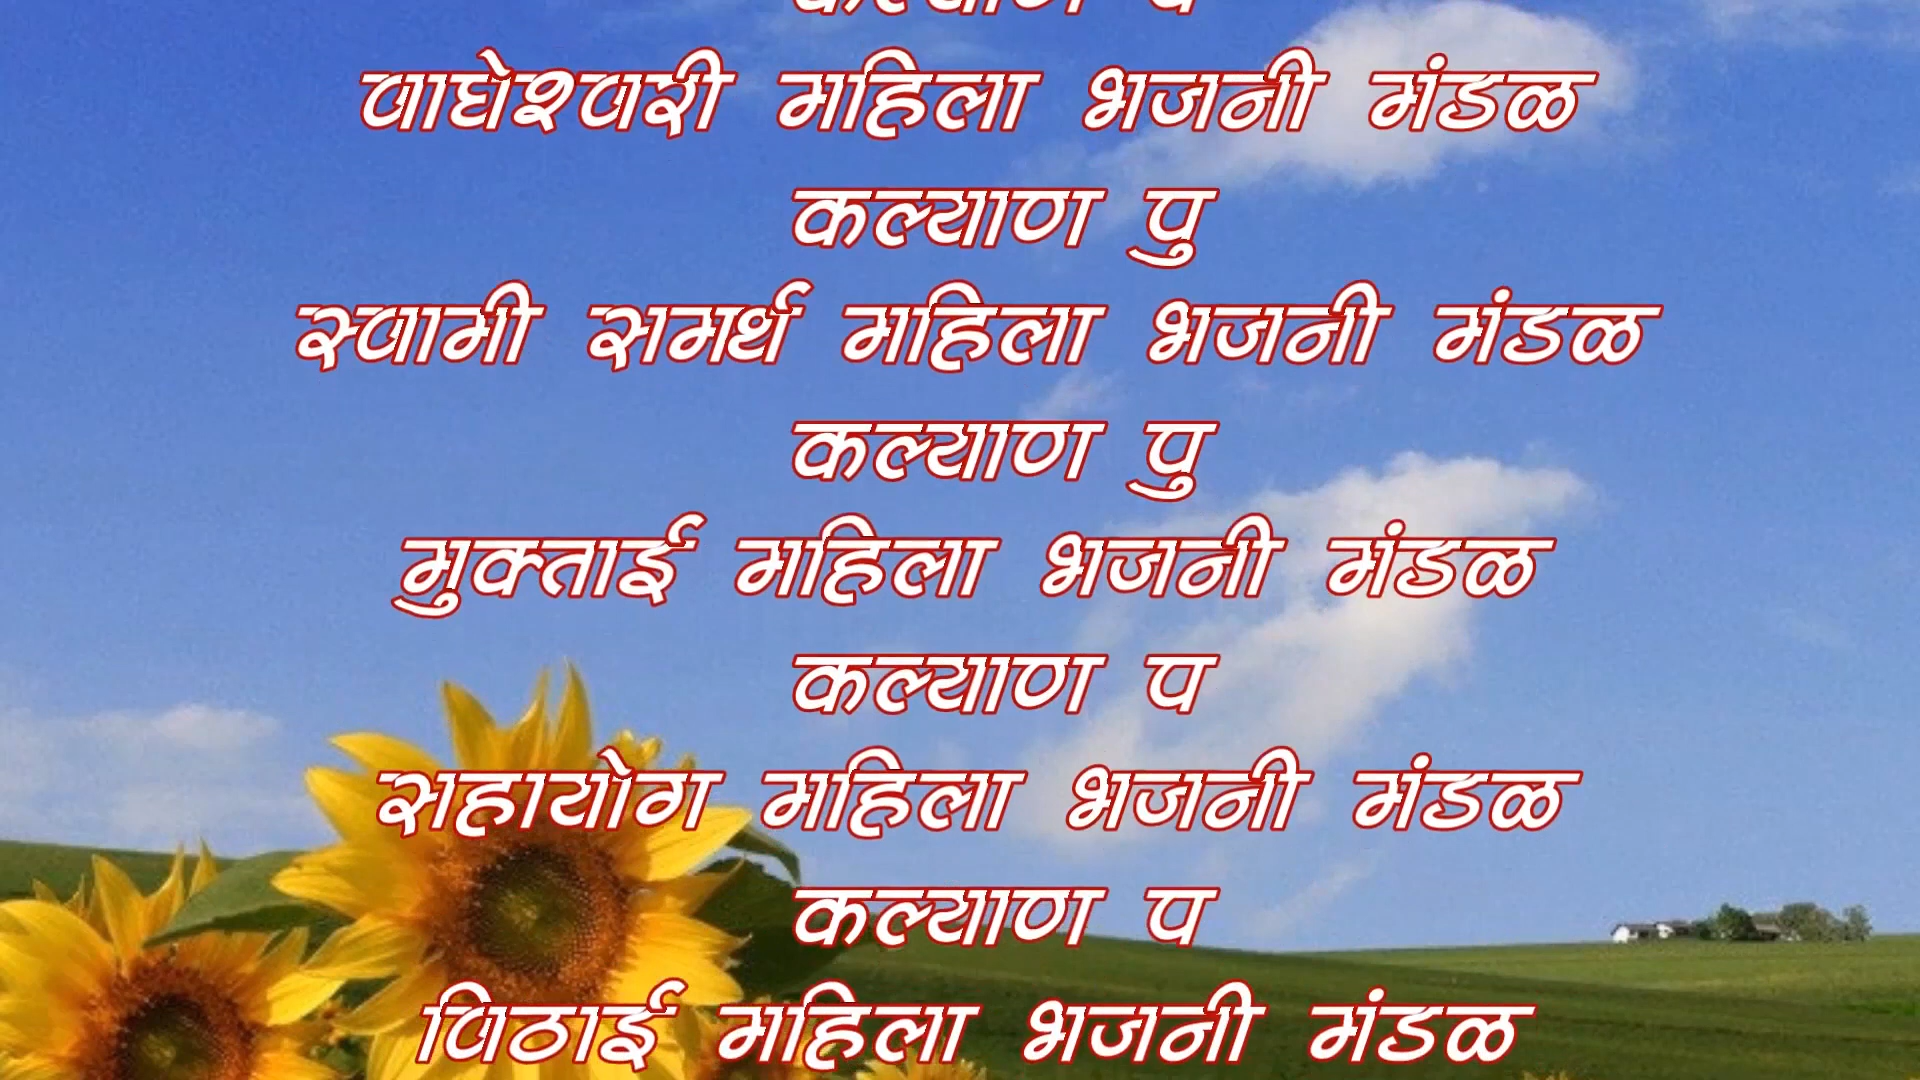 कल्याण प
वाघेश्वरी महिला भजनी मंडळ
कल्याण पु
स्वामी समर्थ महिला भजनी मंडळ
कल्याण पु
मुक्ताई महिला भजनी मंडळ
कल्याण प
सहायोग महिला भजनी मंडळ
कल्याण प
विठाई महिला भजनी मंडळ